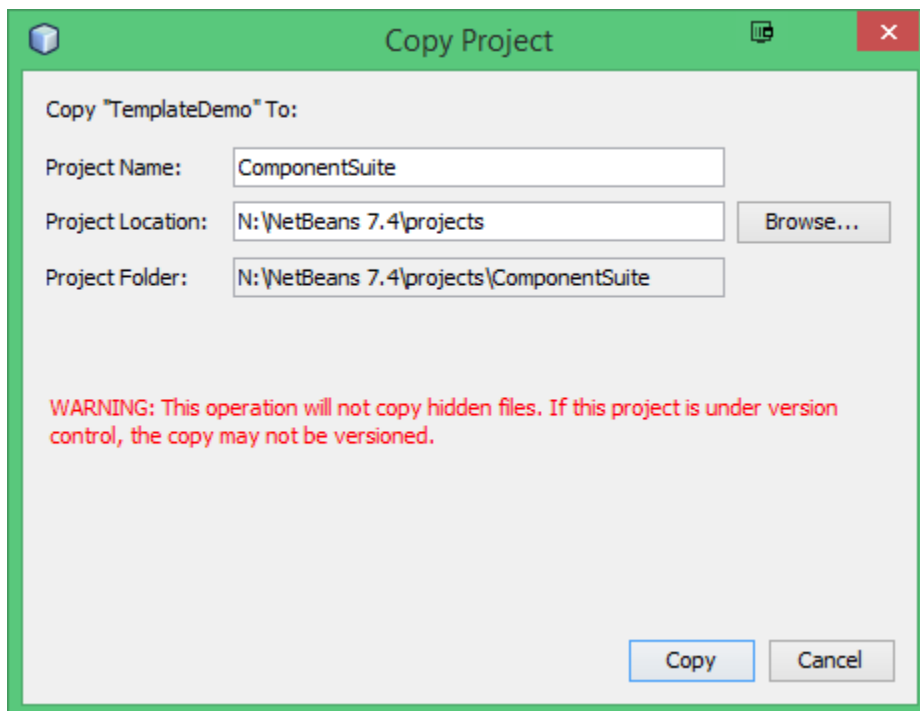 Copy Project
Copy "TemplateDemo" To:
Project Name: ComponentSuite
Project Location: N:\NetBeans 7.4\projects Browse...
Project Folder: N:\NetBeans 7.4\projects\ComponentSuite
WARNING: This operation will not copy hidden files. If this project is under version
control, the copy may not be versioned.
Copy Cancel